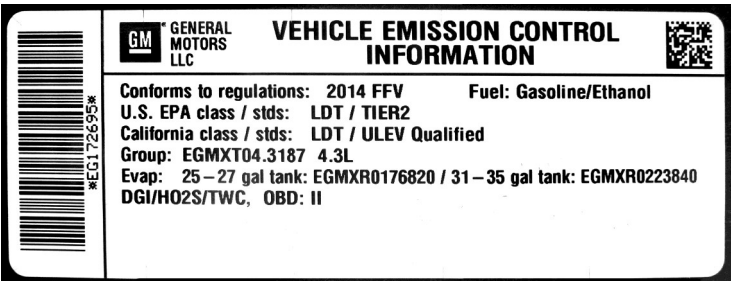 GM GENERAL MOTORS LLC
VEHICLE EMISSION CONTROL INFORMATION
Conforms to regulations: 2014 FFV Fuel: Gasoline/Ethanol
U.S. EPA class / stds: LDT / TIER2
California class / stds: LDT / ULEV Qualified
Group: EGMXT04.3187 4.3L
Evap: 25–27 gal tank: EGMXR0176820 / 31–35 gal tank: EGMXR0223840
DGI/HO2S/TWC, OBD: II
*EG172695*